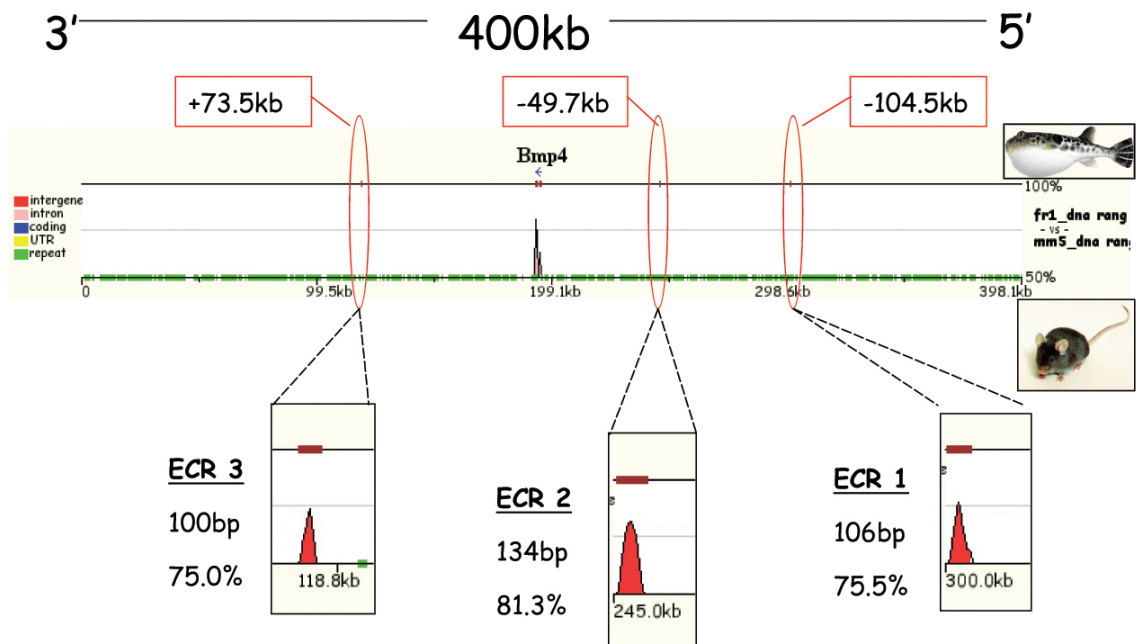 3' 400kb 5'
+73.5kb -49.7kb -104.5kb
Bmp4
100%
intergene
intron
coding
UTR
repeat
fr1_dna rang
- vs -
mm5_dna rang
50%
0 99.5kb 199.1kb 298.6kb 398.1kb
ECR 3
100bp
75.0%
118.8kb
ECR 2
134bp
81.3%
245.0kb
ECR 1
106bp
75.5%
300.0kb